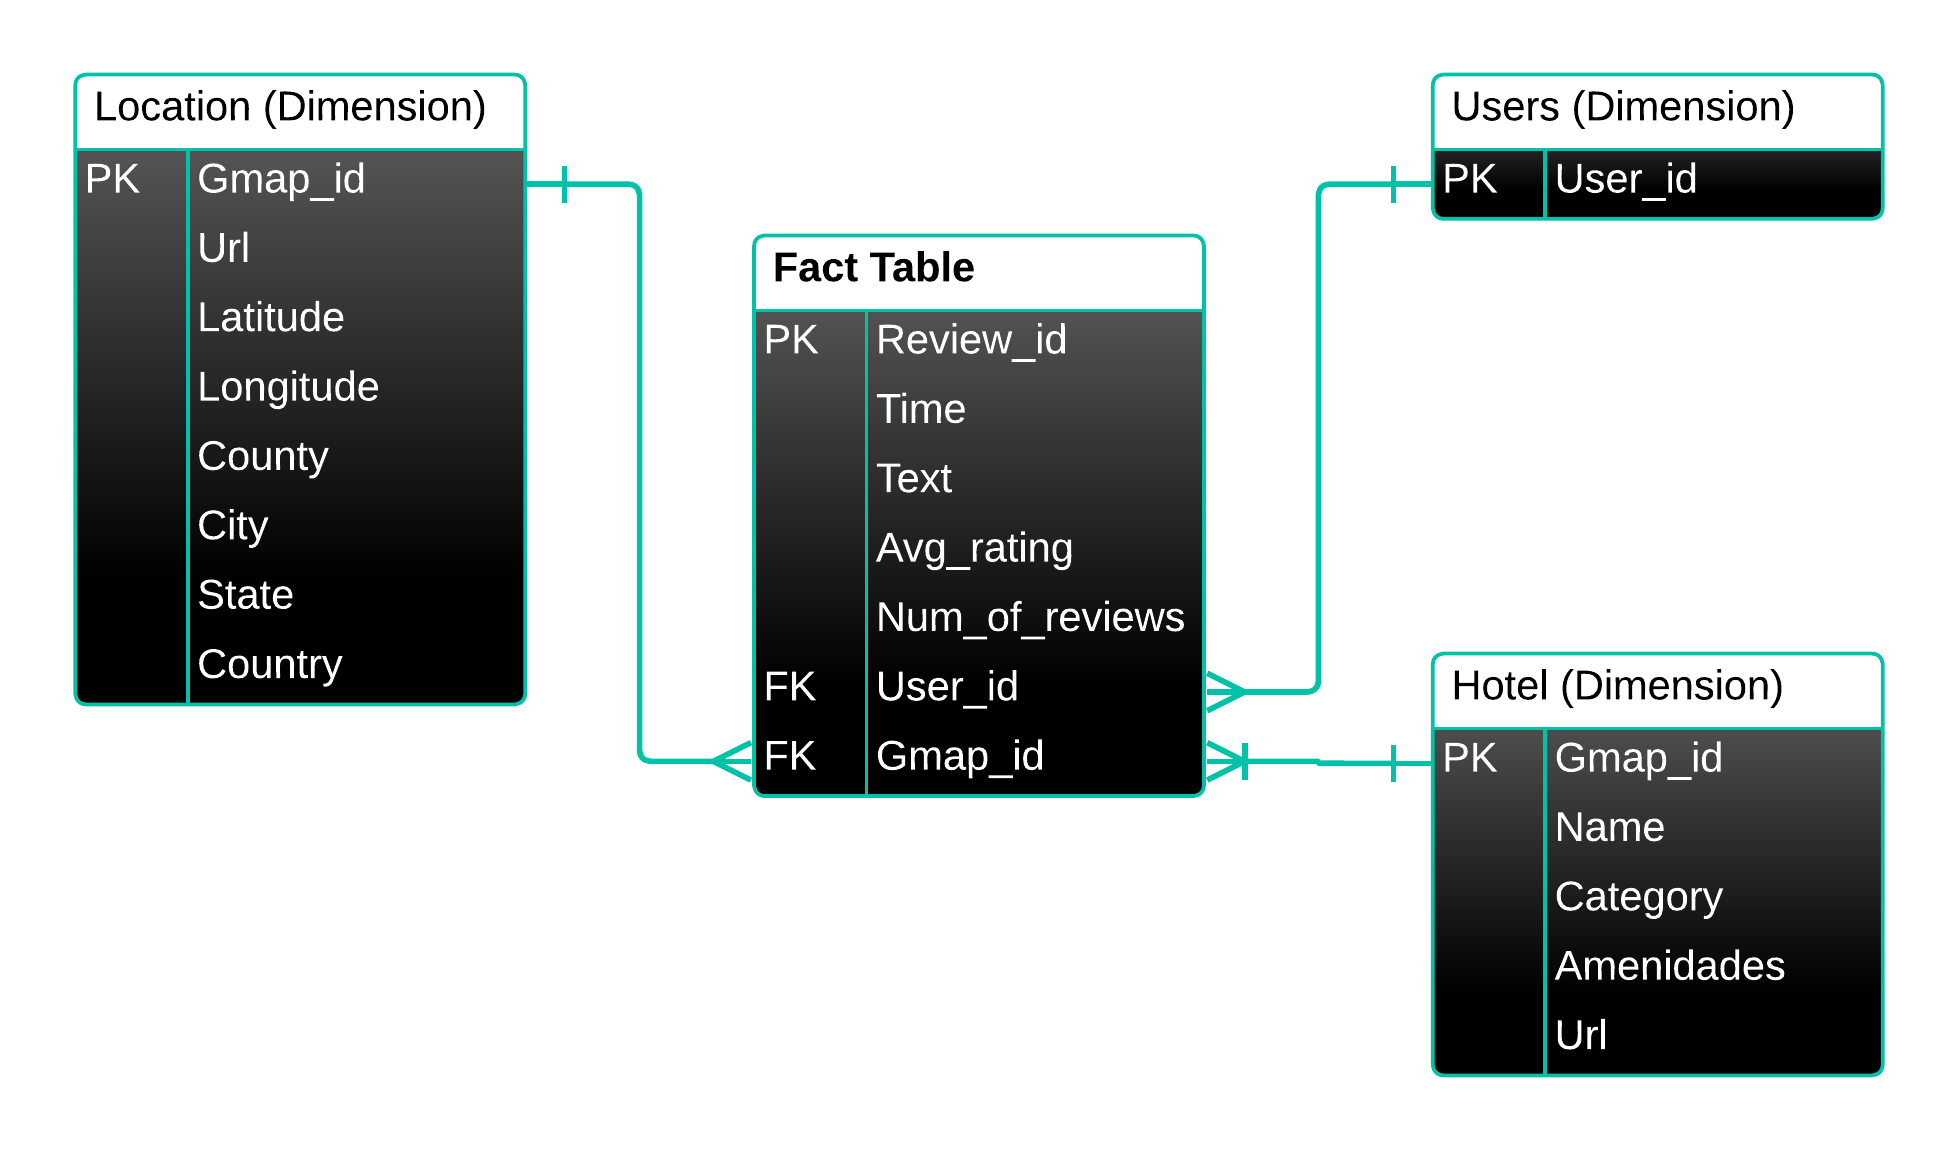 Location (Dimension)
PK Gmap_id
Url
Latitude
Longitude
County
City
State
Country
Fact Table
PK Review_id
Time
Text
Avg_rating
Num_of_reviews
FK User_id
FK Gmap_id
Users (Dimension)
PK User_id
Hotel (Dimension)
PK Gmap_id
Name
Category
Amenidades
Url